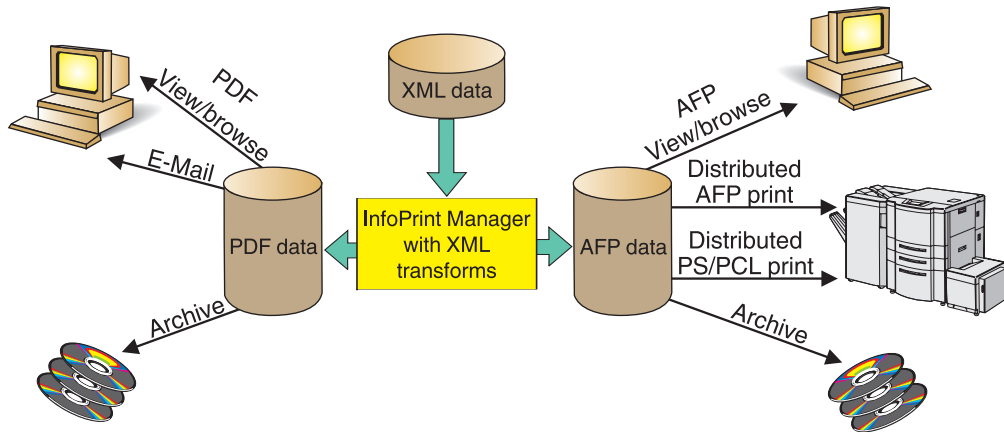 PDF
View/browse
E-Mail
PDF data
Archive
XML data
InfoPrint Manager
with XML
transforms
AFP
View/browse
Distributed
AFP print
AFP data
Distributed
PS/PCL print
Archive